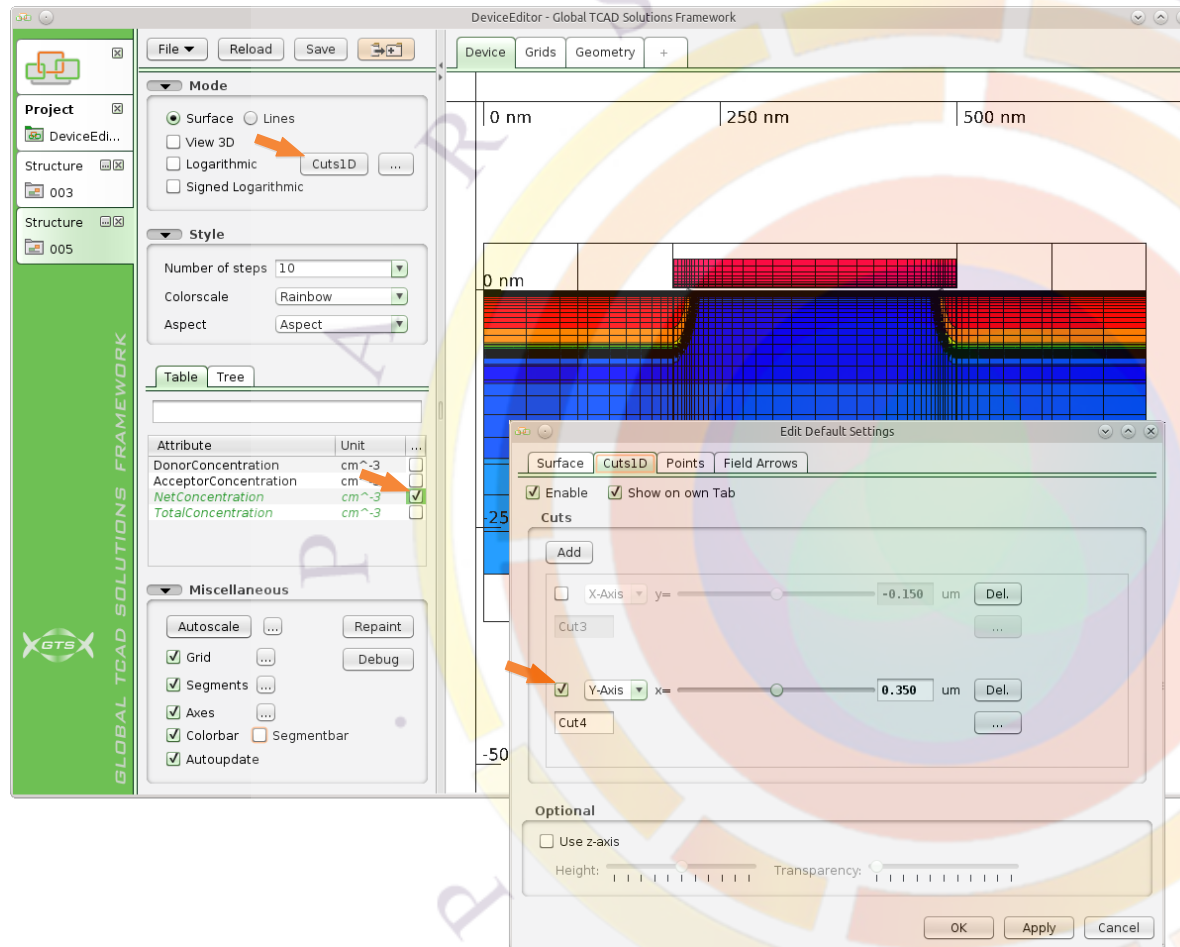 DeviceEditor - Global TCAD Solutions Framework
File Reload Save
Device Grids Geometry +
Project
DeviceEdi...
Structure
003
Structure
005
GLOBAL TCAD SOLUTIONS FRAMEWORK
GTS
Mode
Surface Lines
View 3D
Logarithmic Cuts1D ...
Signed Logarithmic
Style
Number of steps 10
Colorscale Rainbow
Aspect Aspect
Table Tree
Attribute Unit ...
DonorConcentration cm^-3
AcceptorConcentration cm^-3
NetConcentration cm^-3
TotalConcentration cm^-3
Miscellaneous
Autoscale ... Repaint
Grid ... Debug
Segments ...
Axes ...
Colorbar Segmentbar
Autoupdate
0 nm 250 nm 500 nm
0 nm
-25
-50
Edit Default Settings
Surface Cuts1D Points Field Arrows
Enable Show on own Tab
Cuts
Add
X-Axis y= -0.150 um Del.
Cut3 ...
Y-Axis x= 0.350 um Del.
Cut4 ...
Optional
Use z-axis
Height: Transparency:
OK Apply Cancel